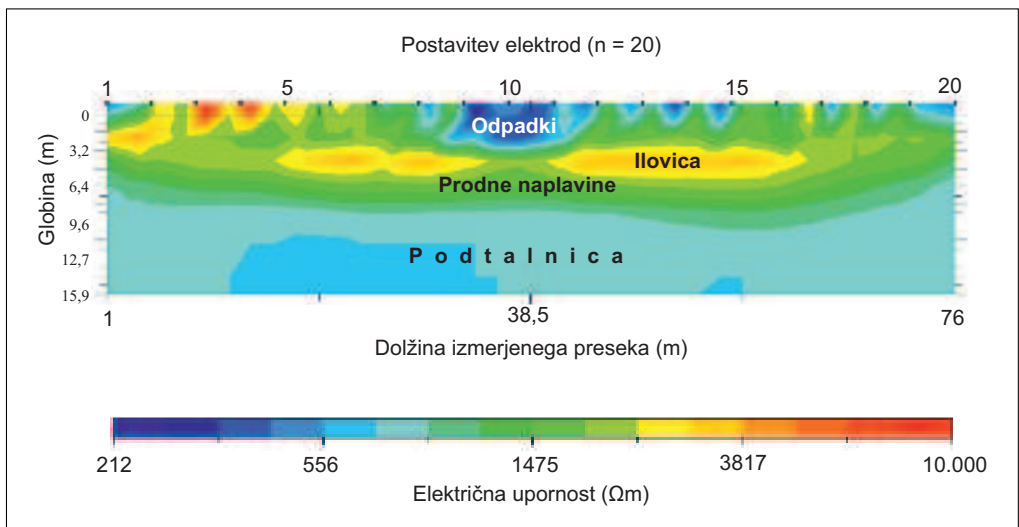 Postavitev elektrod (n = 20)
1 5 10 15 20
0
3,2
6,4
9,6
12,7
15,9
Globina (m)
Odpadki
Ilovica
Prodne naplavine
Podtalnica
1 38,5 76
Dolžina izmerjenega preseka (m)
212 556 1475 3817 10.000
Električna upornost (Ωm)